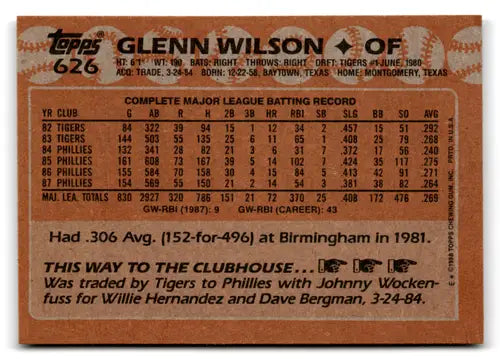 Topps
626
GLENN WILSON ✦ OF
HT: 6'1" WT: 190 BATS: RIGHT THROWS: RIGHT DRFT: TIGERS #1-JUNE, 1980
ACQ: TRADE, 3-24-84 BORN: 12-22-58, BAYTOWN, TEXAS HOME: MONTGOMERY, TEXAS
COMPLETE MAJOR LEAGUE BATTING RECORD
YR CLUB G AB R H 2B 3B HR RBI SB SLG BB SO AVG
82 TIGERS 84 322 39 94 15 1 12 34 2 .457 15 51 .292
83 TIGERS 144 503 55 135 25 6 11 65 1 .408 25 79 .268
84 PHILLIES 132 341 28 82 21 3 6 31 7 .372 17 56 .240
85 PHILLIES 161 608 73 167 39 5 14 102 7 .424 35 117 .275
86 PHILLIES 155 584 70 158 30 4 15 84 5 .413 42 91 .271
87 PHILLIES 154 569 55 150 21 2 14 54 3 .381 38 82 .264
MAJ. LEA. TOTALS 830 2927 320 786 151 21 72 370 25 .408 172 476 .269
GW-RBI (1987): 9 GW-RBI (CAREER): 43
Had .306 Avg. (152-for-496) at Birmingham in 1981.
THIS WAY TO THE CLUBHOUSE . . .
Was traded by Tigers to Phillies with Johnny Wocken-
fuss for Willie Hernandez and Dave Bergman, 3-24-84.
E* ©1988 TOPPS CHEWING GUM, INC. PRTD. IN U.S.A.